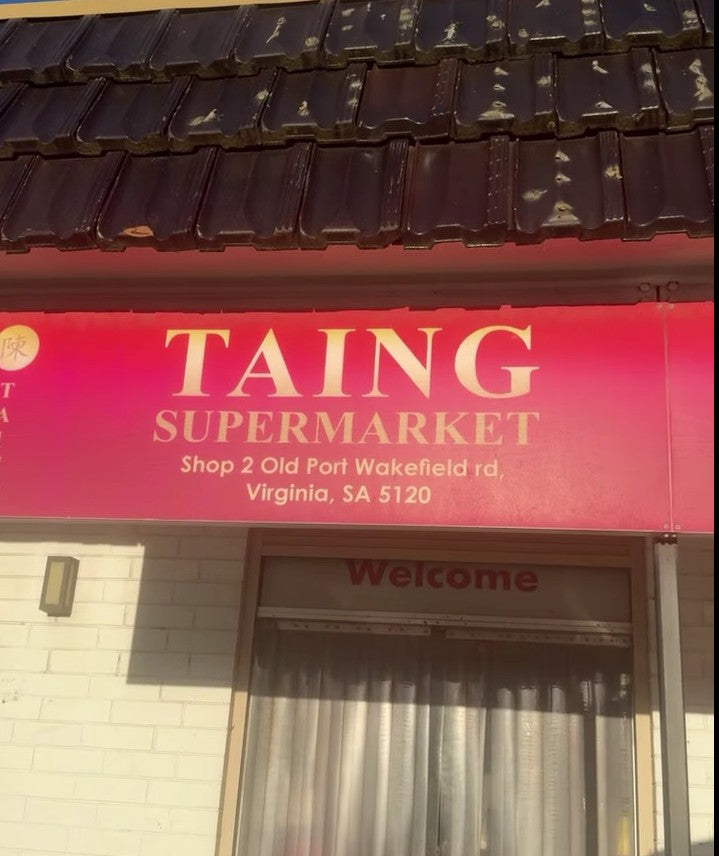 陳
TAING
SUPERMARKET
Shop 2 Old Port Wakefield rd,
Virginia, SA 5120
Welcome